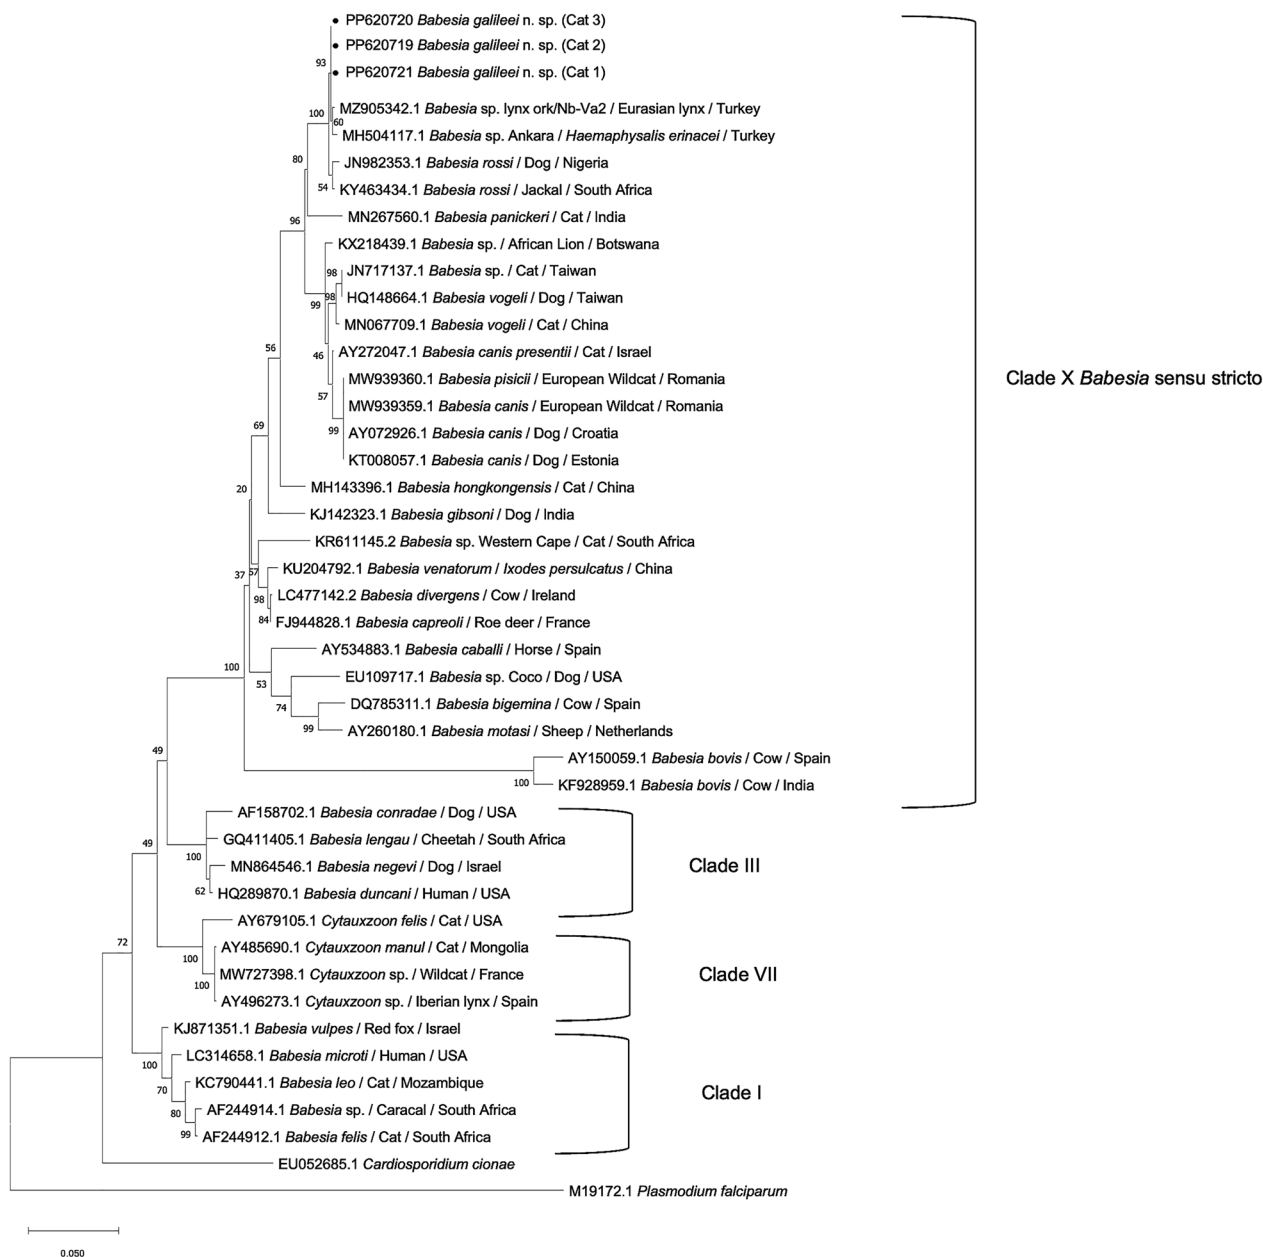 PP620720 Babesia galileei n. sp. (Cat 3)
PP620719 Babesia galileei n. sp. (Cat 2)
93
PP620721 Babesia galileei n. sp. (Cat 1)
MZ905342.1 Babesia sp. lynx ork/Nb-Va2 / Eurasian lynx / Turkey
100
60
MH504117.1 Babesia sp. Ankara / Haemaphysalis erinacei / Turkey
80
JN982353.1 Babesia rossi / Dog / Nigeria
54
KY463434.1 Babesia rossi / Jackal / South Africa
96
MN267560.1 Babesia panickeri / Cat / India
KX218439.1 Babesia sp. / African Lion / Botswana
98
JN717137.1 Babesia sp. / Cat / Taiwan
98
HQ148664.1 Babesia vogeli / Dog / Taiwan
99
MN067709.1 Babesia vogeli / Cat / China
56
46
AY272047.1 Babesia canis presentii / Cat / Israel
MW939360.1 Babesia pisicii / European Wildcat / Romania
Clade X Babesia sensu stricto
57
MW939359.1 Babesia canis / European Wildcat / Romania
69
99
AY072926.1 Babesia canis / Dog / Croatia
KT008057.1 Babesia canis / Dog / Estonia
20
MH143396.1 Babesia hongkongensis / Cat / China
KJ142323.1 Babesia gibsoni / Dog / India
KR611145.2 Babesia sp. Western Cape / Cat / South Africa
37
57
KU204792.1 Babesia venatorum / Ixodes persulcatus / China
98
LC477142.2 Babesia divergens / Cow / Ireland
84
FJ944828.1 Babesia capreoli / Roe deer / France
AY534883.1 Babesia caballi / Horse / Spain
100
53
EU109717.1 Babesia sp. Coco / Dog / USA
74
DQ785311.1 Babesia bigemina / Cow / Spain
99
AY260180.1 Babesia motasi / Sheep / Netherlands
49
AY150059.1 Babesia bovis / Cow / Spain
100
KF928959.1 Babesia bovis / Cow / India
AF158702.1 Babesia conradae / Dog / USA
49
GQ411405.1 Babesia lengau / Cheetah / South Africa
100
MN864546.1 Babesia negevi / Dog / Israel
Clade III
62
HQ289870.1 Babesia duncani / Human / USA
AY679105.1 Cytauxzoon felis / Cat / USA
72
AY485690.1 Cytauxzoon manul / Cat / Mongolia
100
MW727398.1 Cytauxzoon sp. / Wildcat / France
Clade VII
100
AY496273.1 Cytauxzoon sp. / Iberian lynx / Spain
KJ871351.1 Babesia vulpes / Red fox / Israel
100
LC314658.1 Babesia microti / Human / USA
70
KC790441.1 Babesia leo / Cat / Mozambique
Clade I
80
AF244914.1 Babesia sp. / Caracal / South Africa
99
AF244912.1 Babesia felis / Cat / South Africa
EU052685.1 Cardiosporidium cionae
M19172.1 Plasmodium falciparum
0.050